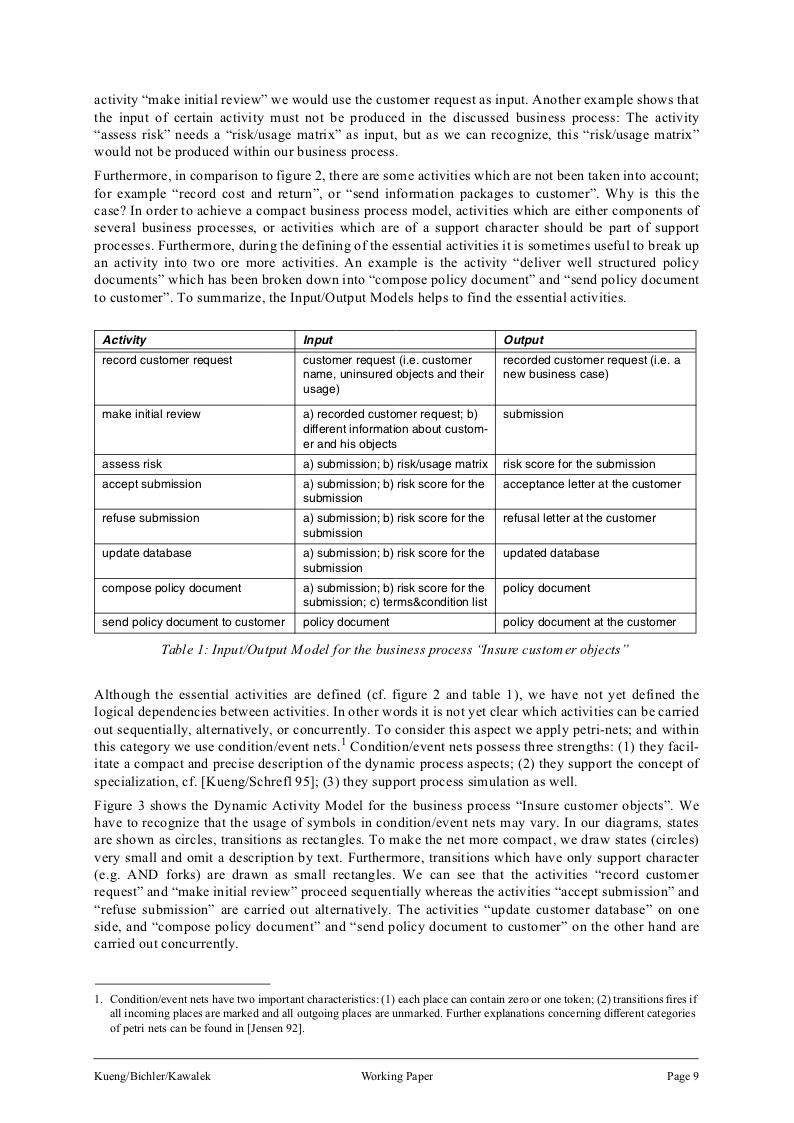 activity “make initial review” we would use the customer request as input. Another example shows that
the input of certain activity must not be produced in the discussed business process: The activity
“assess risk” needs a “risk/usage matrix” as input, but as we can recognize, this “risk/usage matrix”
would not be produced within our business process.
Furthermore, in comparison to figure 2, there are some activities which are not been taken into account;
for example “record cost and return”, or “send information packages to customer”. Why is this the
case? In order to achieve a compact business process model, activities which are either components of
several business processes, or activities which are of a support character should be part of support
processes. Furthermore, during the defining of the essential activities it is sometimes useful to break up
an activity into two ore more activities. An example is the activity “deliver well structured policy
documents” which has been broken down into “compose policy document” and “send policy document
to customer”. To summarize, the Input/Output Models helps to find the essential activities.
Activity Input Output
record customer request customer request (i.e. customer recorded customer request (i.e. a
name, uninsured objects and their new business case)
usage)
make initial review a) recorded customer request; b) submission
different information about custom-
er and his objects
assess risk a) submission; b) risk/usage matrix risk score for the submission
accept submission a) submission; b) risk score for the acceptance letter at the customer
submission
refuse submission a) submission; b) risk score for the refusal letter at the customer
submission
update database a) submission; b) risk score for the updated database
submission
compose policy document a) submission; b) risk score for the policy document
submission; c) terms&condition list
send policy document to customer policy document policy document at the customer
Table 1: Input/Output Model for the business process “Insure customer objects”
Although the essential activities are defined (cf. figure 2 and table 1), we have not yet defined the
logical dependencies between activities. In other words it is not yet clear which activities can be carried
out sequentially, alternatively, or concurrently. To consider this aspect we apply petri-nets; and within
this category we use condition/event nets.1 Condition/event nets possess three strengths: (1) they facil-
itate a compact and precise description of the dynamic process aspects; (2) they support the concept of
specialization, cf. [Kueng/Schrefl 95]; (3) they support process simulation as well.
Figure 3 shows the Dynamic Activity Model for the business process “Insure customer objects”. We
have to recognize that the usage of symbols in condition/event nets may vary. In our diagrams, states
are shown as circles, transitions as rectangles. To make the net more compact, we draw states (circles)
very small and omit a description by text. Furthermore, transitions which have only support character
(e.g. AND forks) are drawn as small rectangles. We can see that the activities “record customer
request” and “make initial review” proceed sequentially whereas the activities “accept submission” and
“refuse submission” are carried out alternatively. The activities “update customer database” on one
side, and “compose policy document” and “send policy document to customer” on the other hand are
carried out concurrently.
1. Condition/event nets have two important characteristics: (1) each place can contain zero or one token; (2) transitions fires if
all incoming places are marked and all outgoing places are unmarked. Further explanations concerning different categories
of petri nets can be found in [Jensen 92].
Kueng/Bichler/Kawalek Working Paper Page 9